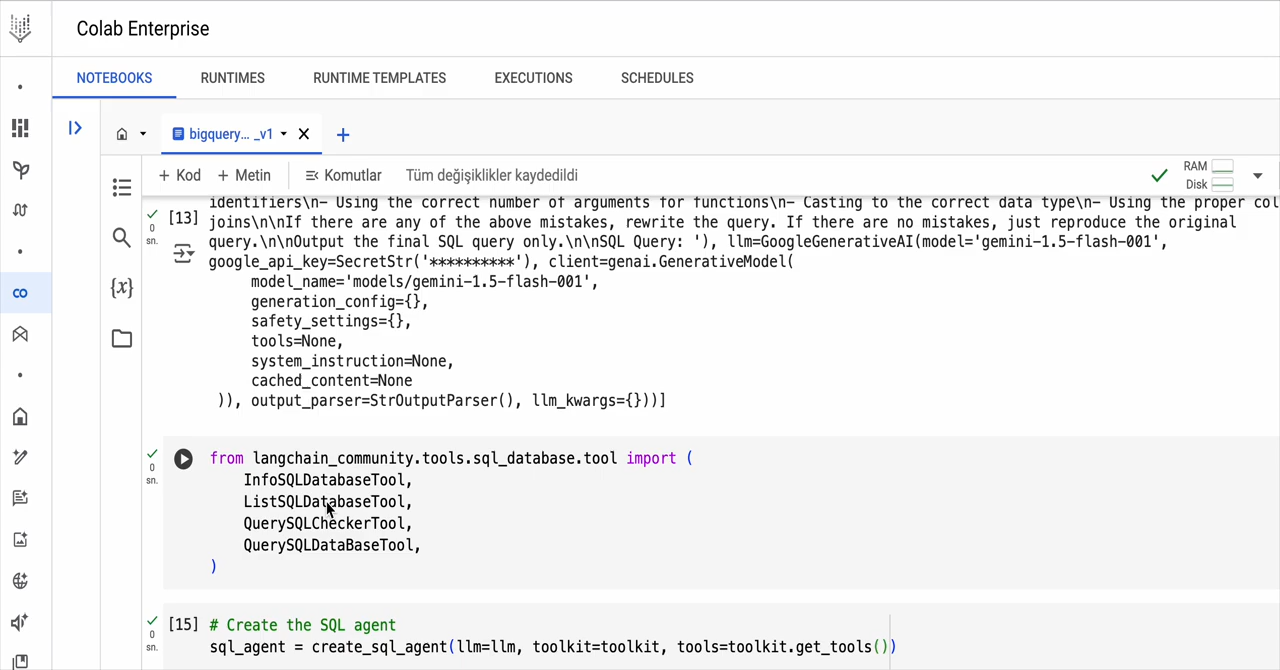 Colab Enterprise
NOTEBOOKS RUNTIMES RUNTIME TEMPLATES EXECUTIONS SCHEDULES
bigquery... _v1
+ Kod + Metin Komutlar Tüm değişiklikler kaydedildi RAM
Disk
identifiers\n- Using the correct number of arguments for functions\n- Casting to the correct data type\n- Using the proper col
[13] joins\n\nIf there are any of the above mistakes, rewrite the query. If there are no mistakes, just reproduce the original
0
sn. query.\n\nOutput the final SQL query only.\n\nSQL Query: '), llm=GoogleGenerativeAI(model='gemini-1.5-flash-001',
google_api_key=SecretStr('**********'), client=genai.GenerativeModel(
model_name='models/gemini-1.5-flash-001',
generation_config={},
safety_settings={},
tools=None,
system_instruction=None,
cached_content=None
)), output_parser=StrOutputParser(), llm_kwargs={}))]
from langchain_community.tools.sql_database.tool import (
0
sn. InfoSQLDatabaseTool,
ListSQLDatabaseTool,
QuerySQLCheckerTool,
QuerySQLDataBaseTool,
)
[15] # Create the SQL agent
0
sn. sql_agent = create_sql_agent(llm=llm, toolkit=toolkit, tools=toolkit.get_tools())